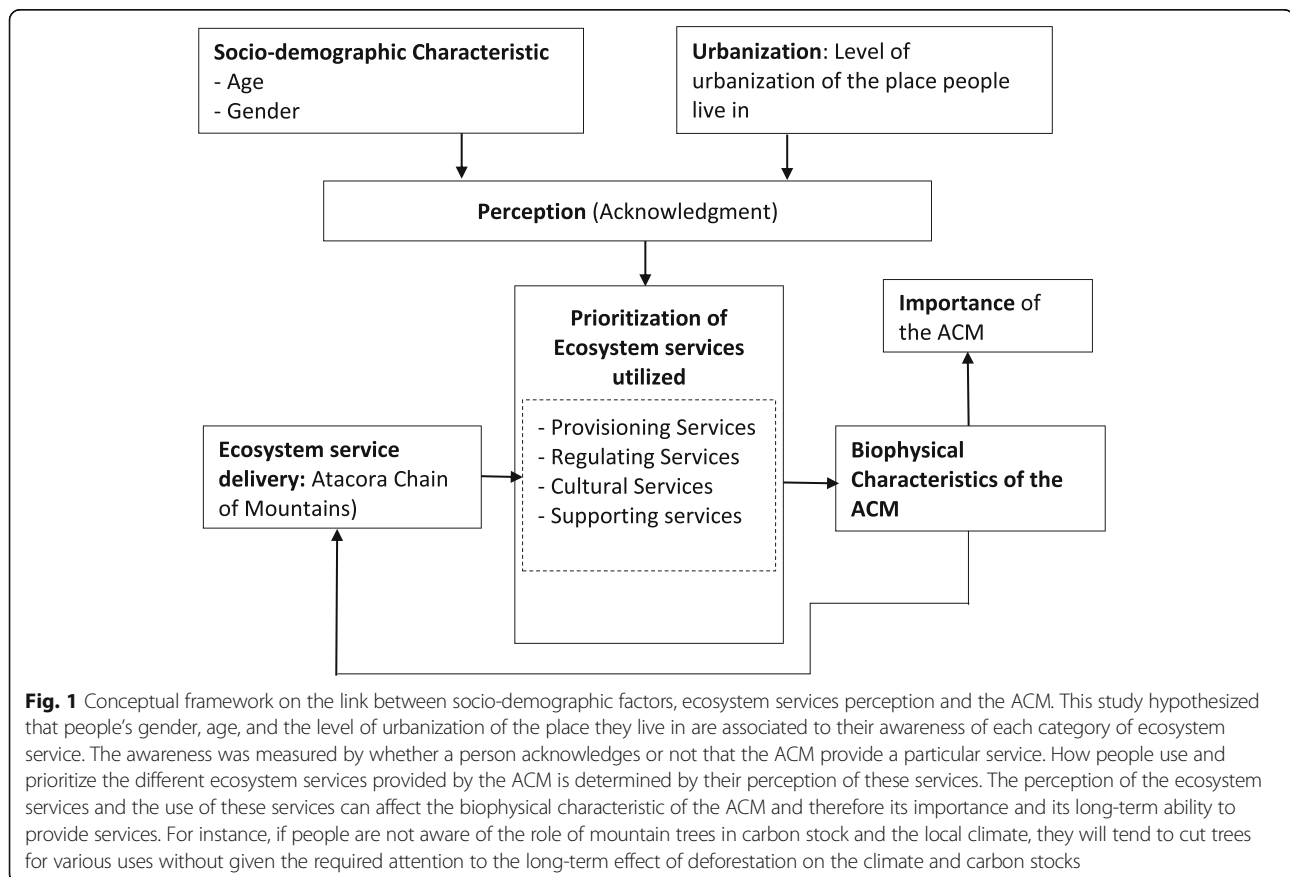 Socio-demographic Characteristic
- Age
- Gender
Urbanization: Level of
urbanization of the place people
live in
Perception (Acknowledgment)
Prioritization of
Ecosystem services
utilized
- Provisioning Services
- Regulating Services
- Cultural Services
- Supporting services
Importance of
the ACM
Ecosystem service
delivery: Atacora Chain
of Mountains)
Biophysical
Characteristics of the
ACM
Fig. 1 Conceptual framework on the link between socio-demographic factors, ecosystem services perception and the ACM. This study hypothesized
that people's gender, age, and the level of urbanization of the place they live in are associated to their awareness of each category of ecosystem
service. The awareness was measured by whether a person acknowledges or not that the ACM provide a particular service. How people use and
prioritize the different ecosystem services provided by the ACM is determined by their perception of these services. The perception of the ecosystem
services and the use of these services can affect the biophysical characteristic of the ACM and therefore its importance and its long-term ability to
provide services. For instance, if people are not aware of the role of mountain trees in carbon stock and the local climate, they will tend to cut trees
for various uses without given the required attention to the long-term effect of deforestation on the climate and carbon stocks